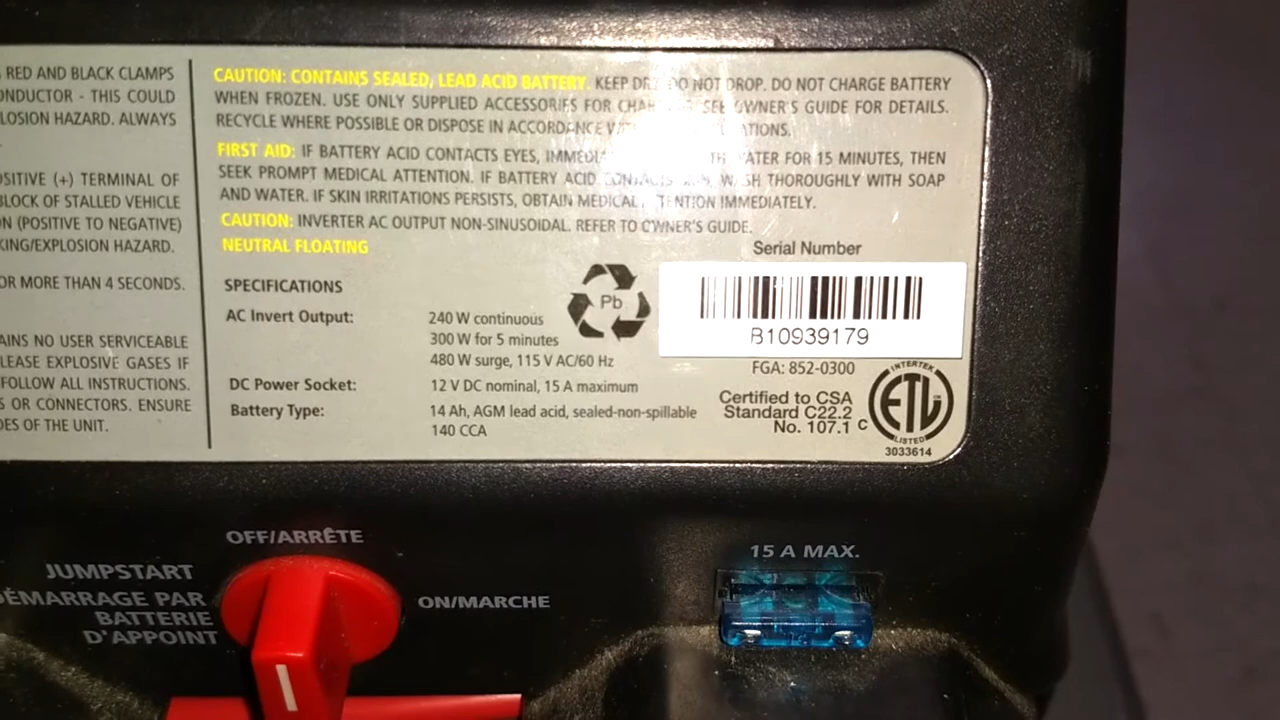 RED AND BLACK CLAMPS
ONDUCTOR - THIS COULD
LOSION HAZARD. ALWAYS
OSITIVE (+) TERMINAL OF
BLOCK OF STALLED VEHICLE
ON (POSITIVE TO NEGATIVE)
KING/EXPLOSION HAZARD.
OR MORE THAN 4 SECONDS.
AINS NO USER SERVICEABLE
LEASE EXPLOSIVE GASES IF
FOLLOW ALL INSTRUCTIONS.
S OR CONNECTORS. ENSURE
DES OF THE UNIT.
CAUTION: CONTAINS SEALED, LEAD ACID BATTERY. KEEP DRY. DO NOT DROP. DO NOT CHARGE BATTERY
WHEN FROZEN. USE ONLY SUPPLIED ACCESSORIES FOR SEE OWNER'S GUIDE FOR DETAILS.
RECYCLE WHERE POSSIBLE OR DISPOSE IN ACCORDANCE
FIRST AID: IF BATTERY ACID CONTACTS EYES, WATER FOR 15 MINUTES, THEN
SEEK PROMPT MEDICAL ATTENTION. IF BATTERY ACID CONTACTS WASH THOROUGHLY WITH SOAP
AND WATER. IF SKIN IRRITATIONS PERSISTS, OBTAIN MEDICAL ATTENTION IMMEDIATELY.
CAUTION: INVERTER AC OUTPUT NON-SINUSOIDAL. REFER TO OWNER'S GUIDE.
NEUTRAL FLOATING
Serial Number
SPECIFICATIONS
Pb
AC Invert Output: 240 W continuous
300 W for 5 minutes
480 W surge, 115 V AC/60 Hz
B10939179
FGA: 852-0300
DC Power Socket: 12 V DC nominal, 15 A maximum
Battery Type: 14 Ah, AGM lead acid, sealed-non-spillable
130 CCA
Certified to CSA
Standard C22.2
No. 107.1
C
INTERTEK
ETL
LISTED
3033614
OFF/ARRÊTE
JUMPSTART
DÉMARRAGE PAR
BATTERIE
D'APPOINT
ON/MARCHE
15 A MAX.
15